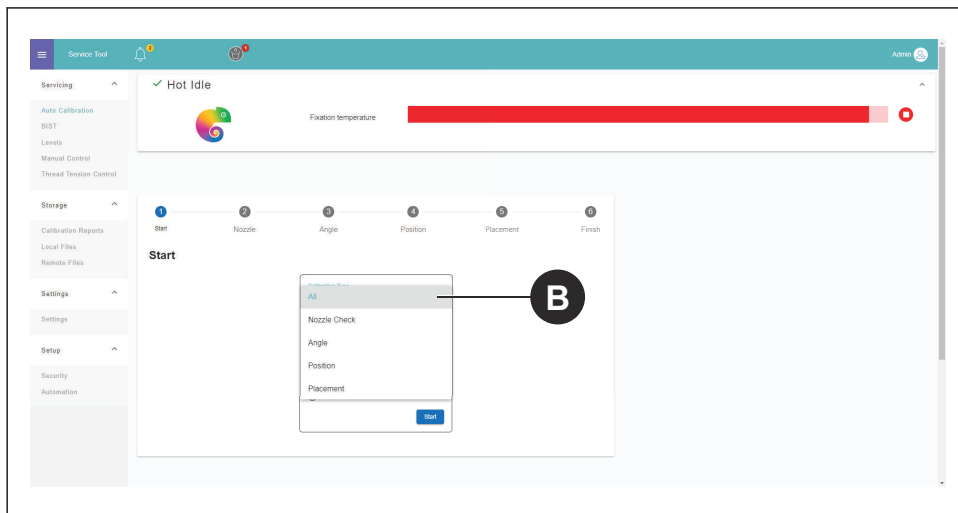 Service Tool
2
1
Admin
Servicing
Auto Calibration
BIST
Levels
Manual Control
Thread Tension Control
Storage
Calibration Reports
Local Files
Remote Files
Settings
Settings
Setup
Security
Automation
Hot Idle
Fixation temperature
1 2 3 4 5 6
Start Nozzle Angle Position Placement Finish
Start
Calibration Type
All
Nozzle Check
Angle
Position
Placement
Start
B